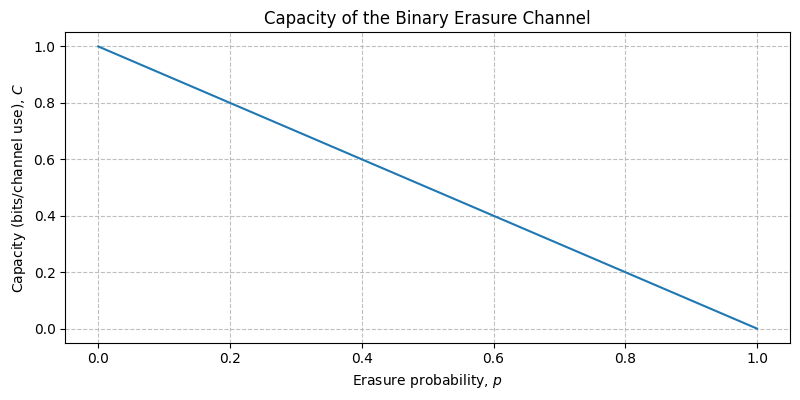 Capacity of the Binary Erasure Channel
Capacity (bits/channel use), C
1.0
0.8
0.6
0.4
0.2
0.0
0.0 0.2 0.4 0.6 0.8 1.0
Erasure probability, p